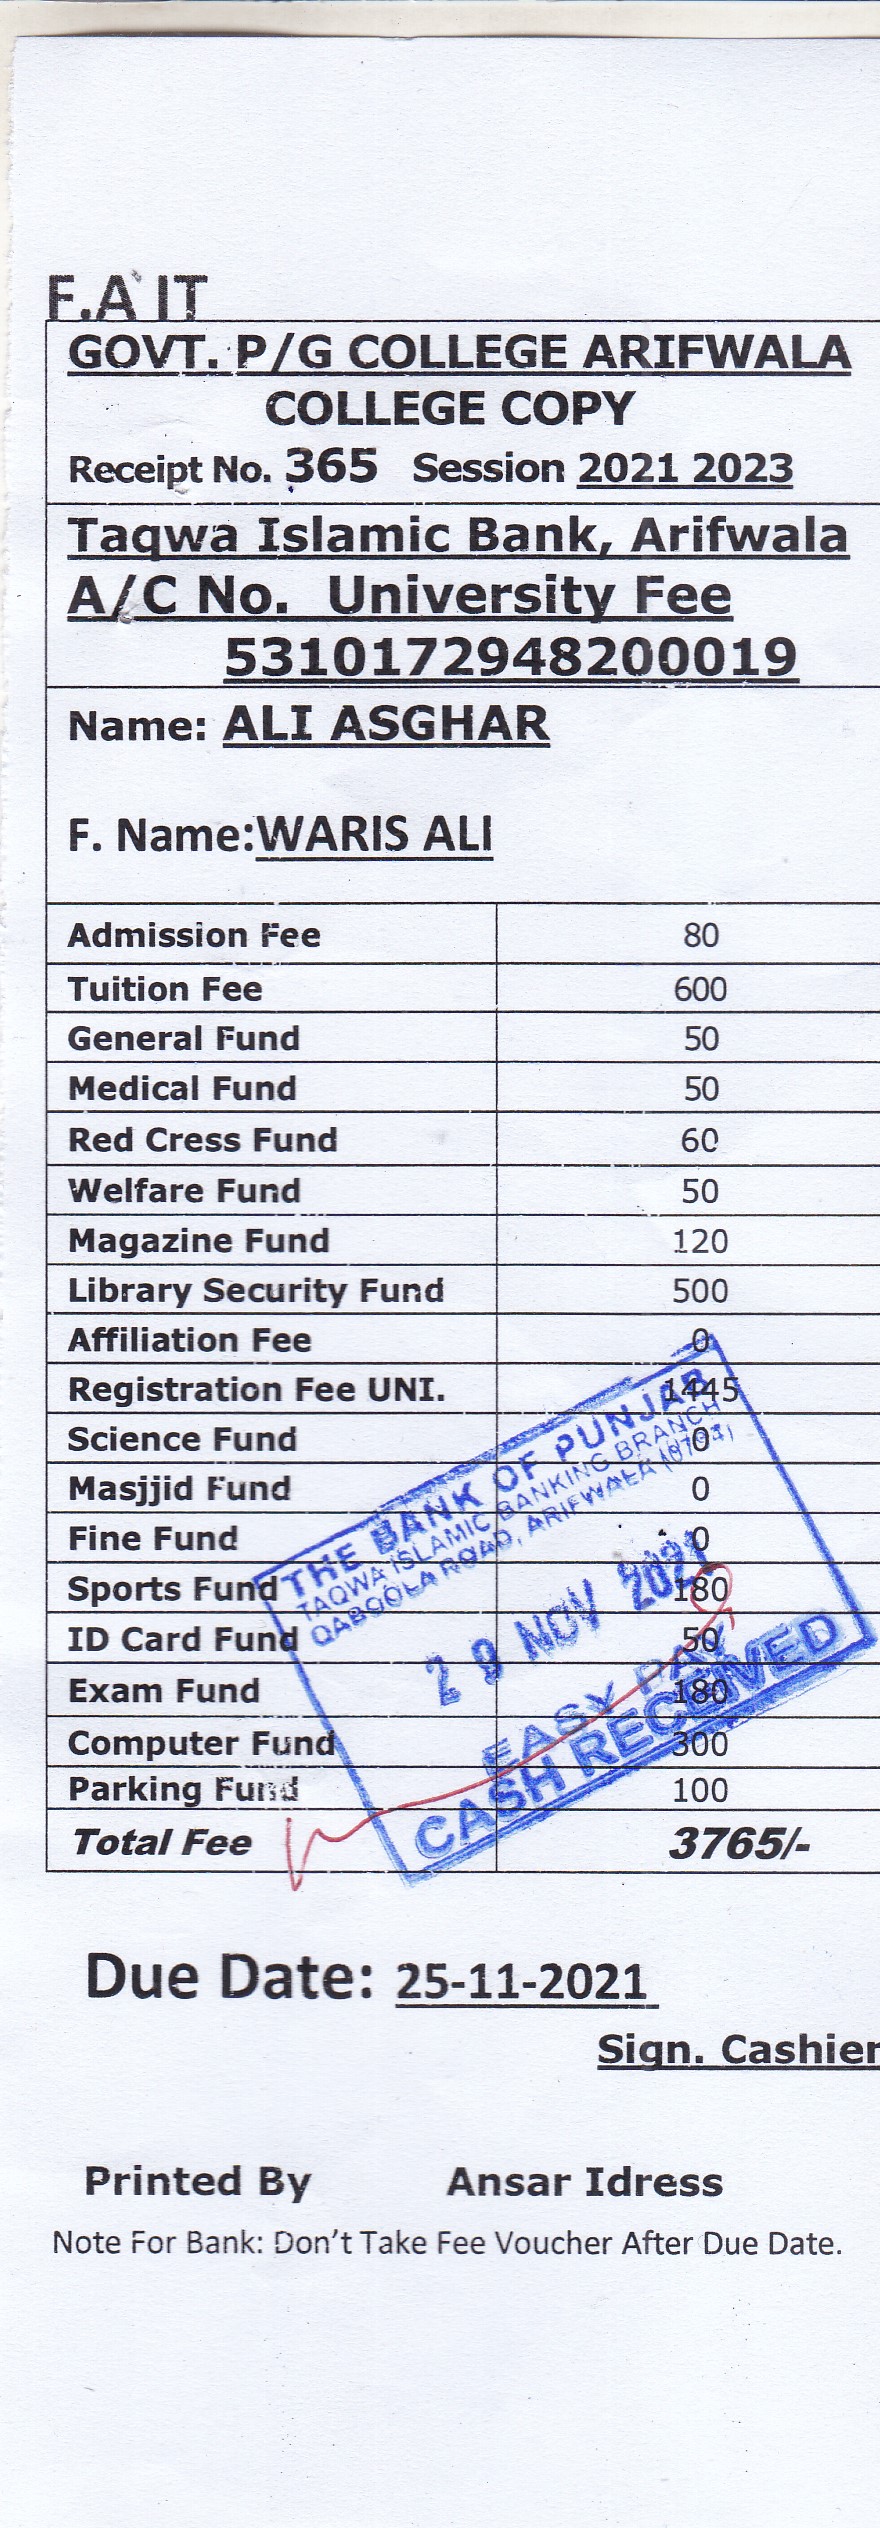 F.A IT
GOVT. P/G COLLEGE ARIFWALA
COLLEGE COPY
Receipt No. 365 Session 2021 2023
Taqwa Islamic Bank, Arifwala
A/C No. University Fee
5310172948200019
Name: ALI ASGHAR
F. Name:WARIS ALI
Admission Fee 80
Tuition Fee 600
General Fund 50
Medical Fund 50
Red Cress Fund 60
Welfare Fund 50
Magazine Fund 120
Library Security Fund 500
Affiliation Fee 0
Registration Fee UNI. 1445
Science Fund 0
Masjjid Fund 0
Fine Fund 0
Sports Fund 180
ID Card Fund 50
Exam Fund 180
Computer Fund 300
Parking Fund 100
Total Fee 3765/-
THE BANK OF PUNJAB
TAQWA ISLAMIC BANKING BRANCH
QABOOLA ROAD, ARIFWALA
29 NOV 2021
EASY PAY
CASH RECEIVED
Due Date: 25-11-2021
Sign. Cashier
Printed By Ansar Idress
Note For Bank: Don't Take Fee Voucher After Due Date.